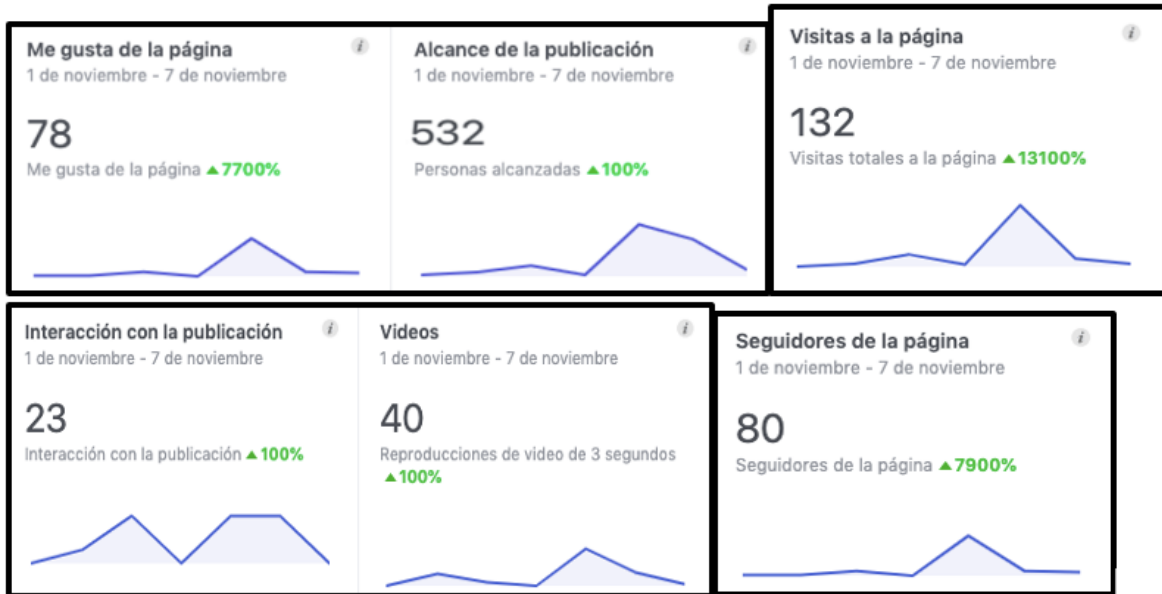 Me gusta de la página
1 de noviembre - 7 de noviembre
78
Me gusta de la página ▲7700%
Alcance de la publicación
1 de noviembre - 7 de noviembre
532
Personas alcanzadas ▲100%
Visitas a la página
1 de noviembre - 7 de noviembre
132
Visitas totales a la página ▲13100%
Interacción con la publicación
1 de noviembre - 7 de noviembre
23
Interacción con la publicación ▲100%
Videos
1 de noviembre - 7 de noviembre
40
Reproducciones de video de 3 segundos
▲100%
Seguidores de la página
1 de noviembre - 7 de noviembre
80
Seguidores de la página ▲7900%